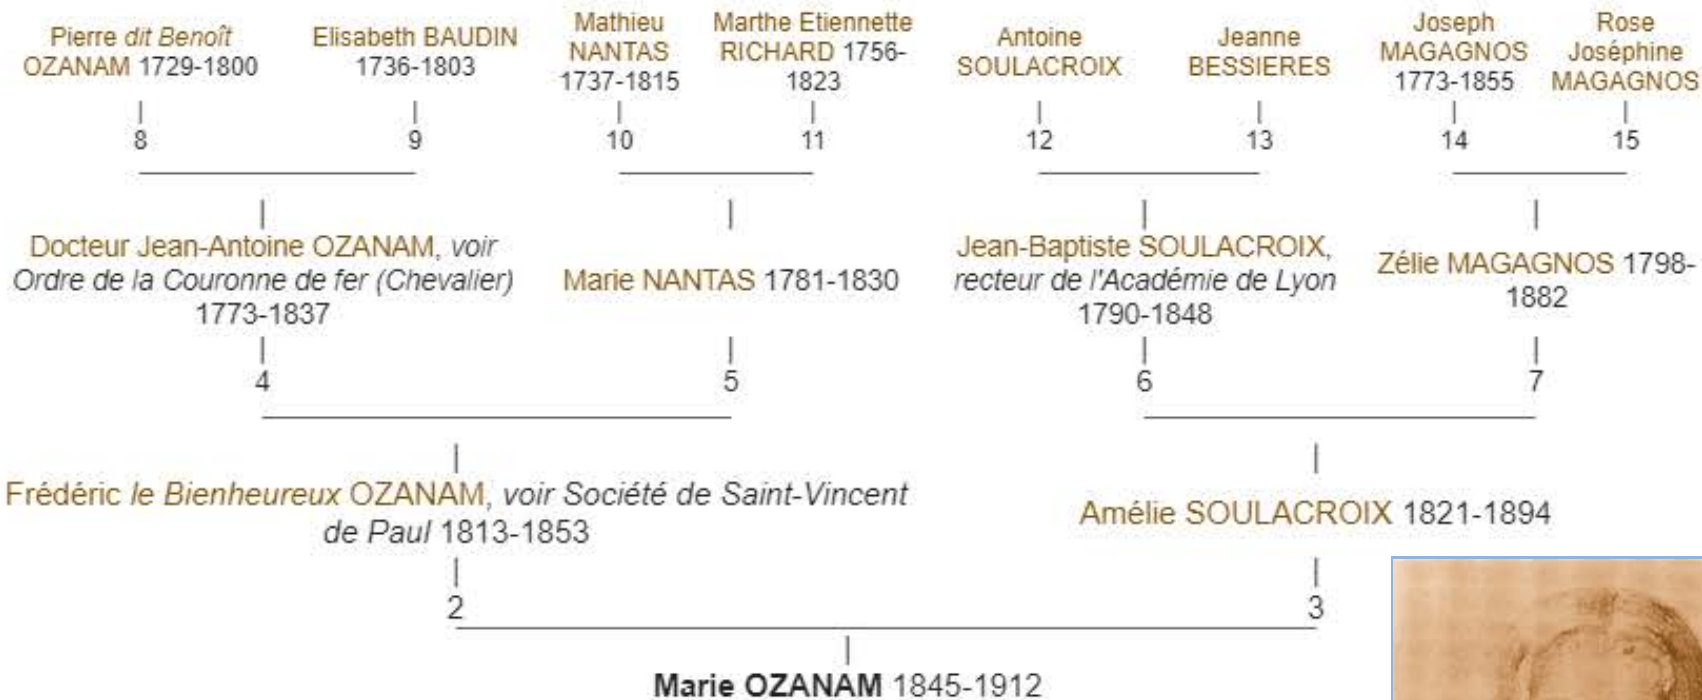 Pierre dit Benoît
OZANAM 1729-1800
Elisabeth BAUDIN
1736-1803
Mathieu
NANTAS
1737-1815
Marthe Etiennette
RICHARD 1756-
1823
Antoine
SOULACROIX
Jeanne
BESSIERES
Joseph
MAGAGNOS
1773-1855
Rose
Joséphine
MAGAGNOS
8
9
10
11
12
13
14
15
Docteur Jean-Antoine OZANAM, voir
Ordre de la Couronne de fer (Chevalier)
1773-1837
Marie NANTAS 1781-1830
Jean-Baptiste SOULACROIX,
recteur de l'Académie de Lyon
1790-1848
Zélie MAGAGNOS 1798-
1882
4
5
6
7
Frédéric le Bienheureux OZANAM, voir Société de Saint-Vincent
de Paul 1813-1853
Amélie SOULACROIX 1821-1894
2
3
Marie OZANAM 1845-1912